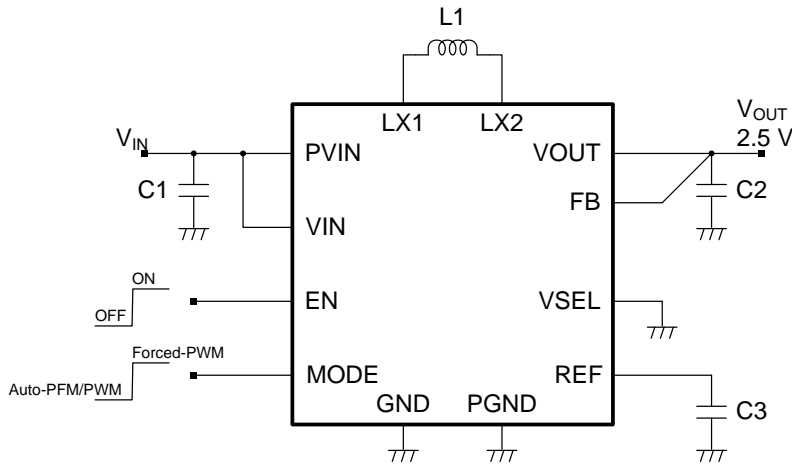 L1
LX1 LX2
VIN
PVIN
VOUT
VOUT
2.5 V
C1
FB
C2
VIN
ON
OFF
EN
VSEL
Forced-PWM
Auto-PFM/PWM
MODE
REF
GND PGND
C3